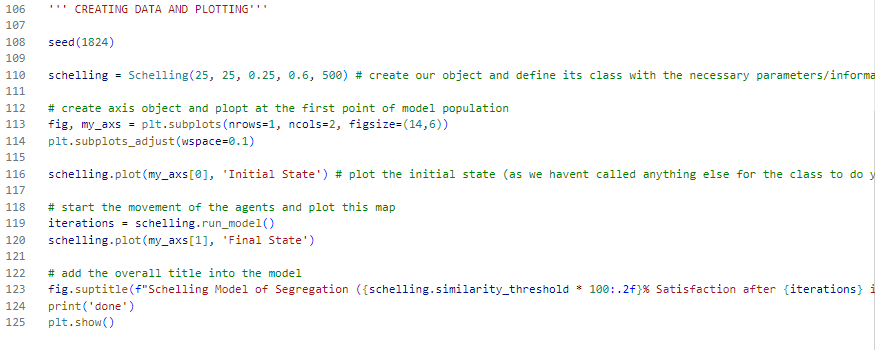 106 ''' CREATING DATA AND PLOTTING'''
107
108 seed(1824)
109
110 schelling = Schelling(25, 25, 0.25, 0.6, 500) # create our object and define its class with the necessary parameters/informa
111
112 # create axis object and plopt at the first point of model population
113 fig, my_axs = plt.subplots(nrows=1, ncols=2, figsize=(14,6))
114 plt.subplots_adjust(wspace=0.1)
115
116 schelling.plot(my_axs[0], 'Initial State') # plot the initial state (as we havent called anything else for the class to do y
117
118 # start the movement of the agents and plot this map
119 iterations = schelling.run_model()
120 schelling.plot(my_axs[1], 'Final State')
121
122 # add the overall title into the model
123 fig.suptitle(f"Schelling Model of Segregation ({schelling.similarity_threshold * 100:.2f}% Satisfaction after {iterations} i
124 print('done')
125 plt.show()